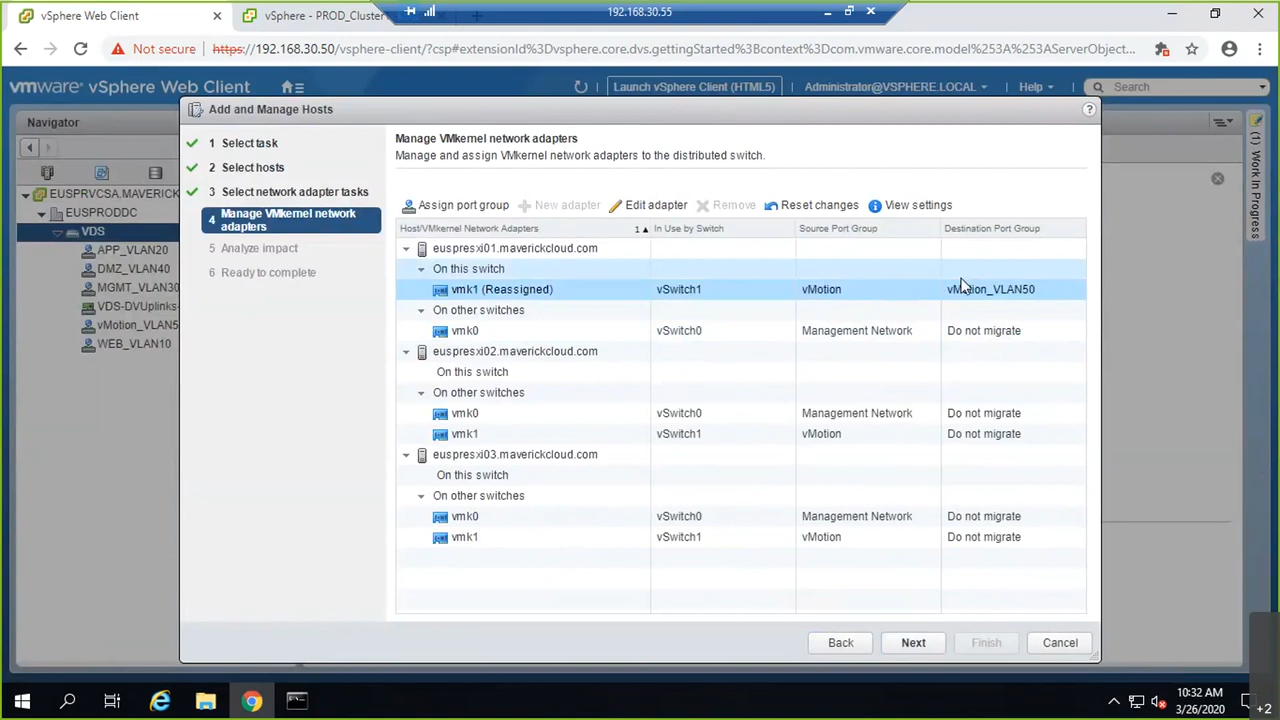 vSphere Web Client
vSphere - PROD_Cluster
192.168.30.55
Not secure
https://192.168.30.50/vsphere-client/?csp#extensionId%3Dvsphere.core.dvs.gettingStarted%3Bcontext%3Dcom.vmware.core.model%253A%253AServerObject...
vmware® vSphere Web Client
Launch vSphere Client (HTML5)
Administrator@VSPHERE.LOCAL
Help
Search
Navigator
EUSPRVCSA.MAVERICK
EUSPRODDC
VDS
APP_VLAN20
DMZ_VLAN40
MGMT_VLAN30
VDS-DVUplinks-
vMotion_VLAN5
WEB_VLAN10
Add and Manage Hosts
?
1 Select task
2 Select hosts
3 Select network adapter tasks
4 Manage VMkernel network
adapters
5 Analyze impact
6 Ready to complete
Manage VMkernel network adapters
Manage and assign VMkernel network adapters to the distributed switch.
Assign port group
New adapter
Edit adapter
Remove
Reset changes
View settings
Host/VMkernel Network Adapters 1▲ In Use by Switch Source Port Group Destination Port Group
euspresxi01.maverickcloud.com
On this switch
vmk1 (Reassigned) vSwitch1 vMotion vMotion_VLAN50
On other switches
vmk0 vSwitch0 Management Network Do not migrate
euspresxi02.maverickcloud.com
On this switch
On other switches
vmk0 vSwitch0 Management Network Do not migrate
vmk1 vSwitch1 vMotion Do not migrate
euspresxi03.maverickcloud.com
On this switch
On other switches
vmk0 vSwitch0 Management Network Do not migrate
vmk1 vSwitch1 vMotion Do not migrate
Back
Next
Finish
Cancel
(1) Work In Progress
10:32 AM
3/26/2020
+2